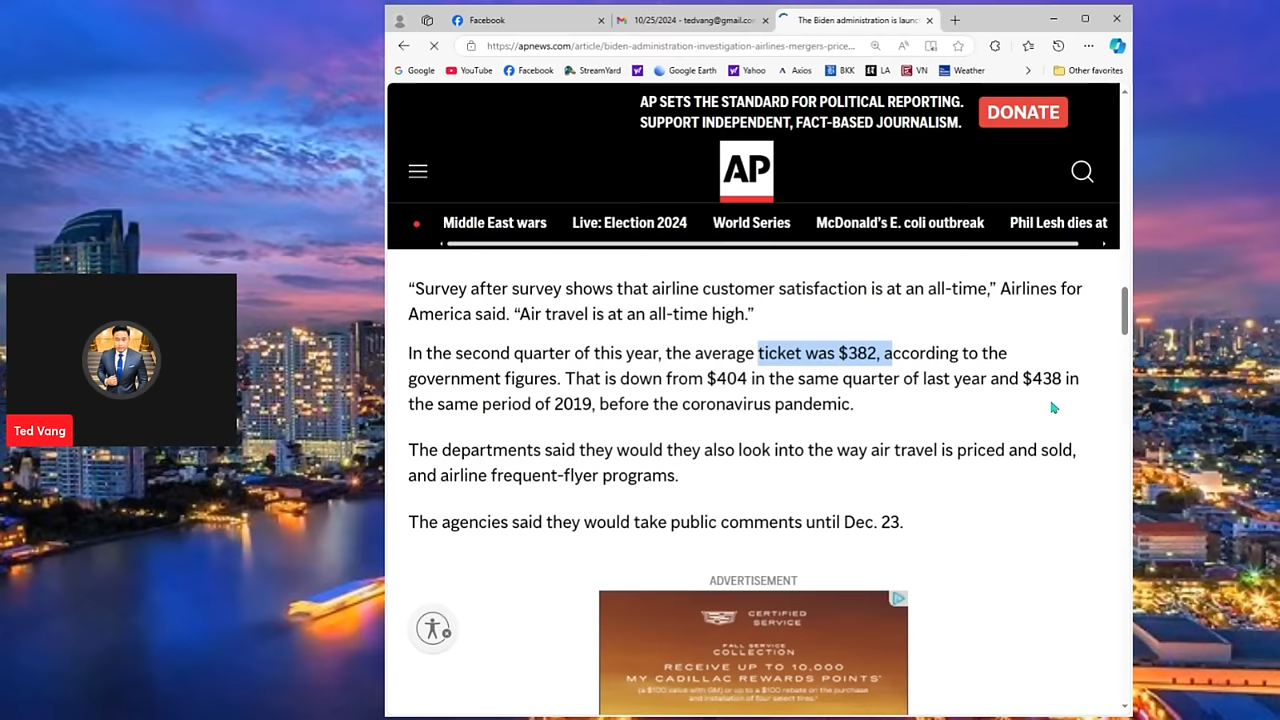 Facebook
10/25/2024 - tedvang@gmail.co
The Biden administration is launc
https://apnews.com/article/biden-administration-investigation-airlines-mergers-price...
Google YouTube Facebook StreamYard Google Earth Yahoo Axios BKK LA VN Weather Other favorites
AP SETS THE STANDARD FOR POLITICAL REPORTING.
SUPPORT INDEPENDENT, FACT-BASED JOURNALISM.
DONATE
AP
Middle East wars Live: Election 2024 World Series McDonald's E. coli outbreak Phil Lesh dies at
“Survey after survey shows that airline customer satisfaction is at an all-time,” Airlines for
America said. “Air travel is at an all-time high.”
In the second quarter of this year, the average ticket was $382, according to the
government figures. That is down from $404 in the same quarter of last year and $438 in
the same period of 2019, before the coronavirus pandemic.
Ted Vang
The departments said they would they also look into the way air travel is priced and sold,
and airline frequent-flyer programs.
The agencies said they would take public comments until Dec. 23.
ADVERTISEMENT
CERTIFIED
SERVICE
FALL SERVICE
COLLECTION
RECEIVE UP TO 10,000
MY CADILLAC REWARDS POINTS*
(a $100 value with GM) or up to a $100 rebate on the purchase
and installation of four select tires.*